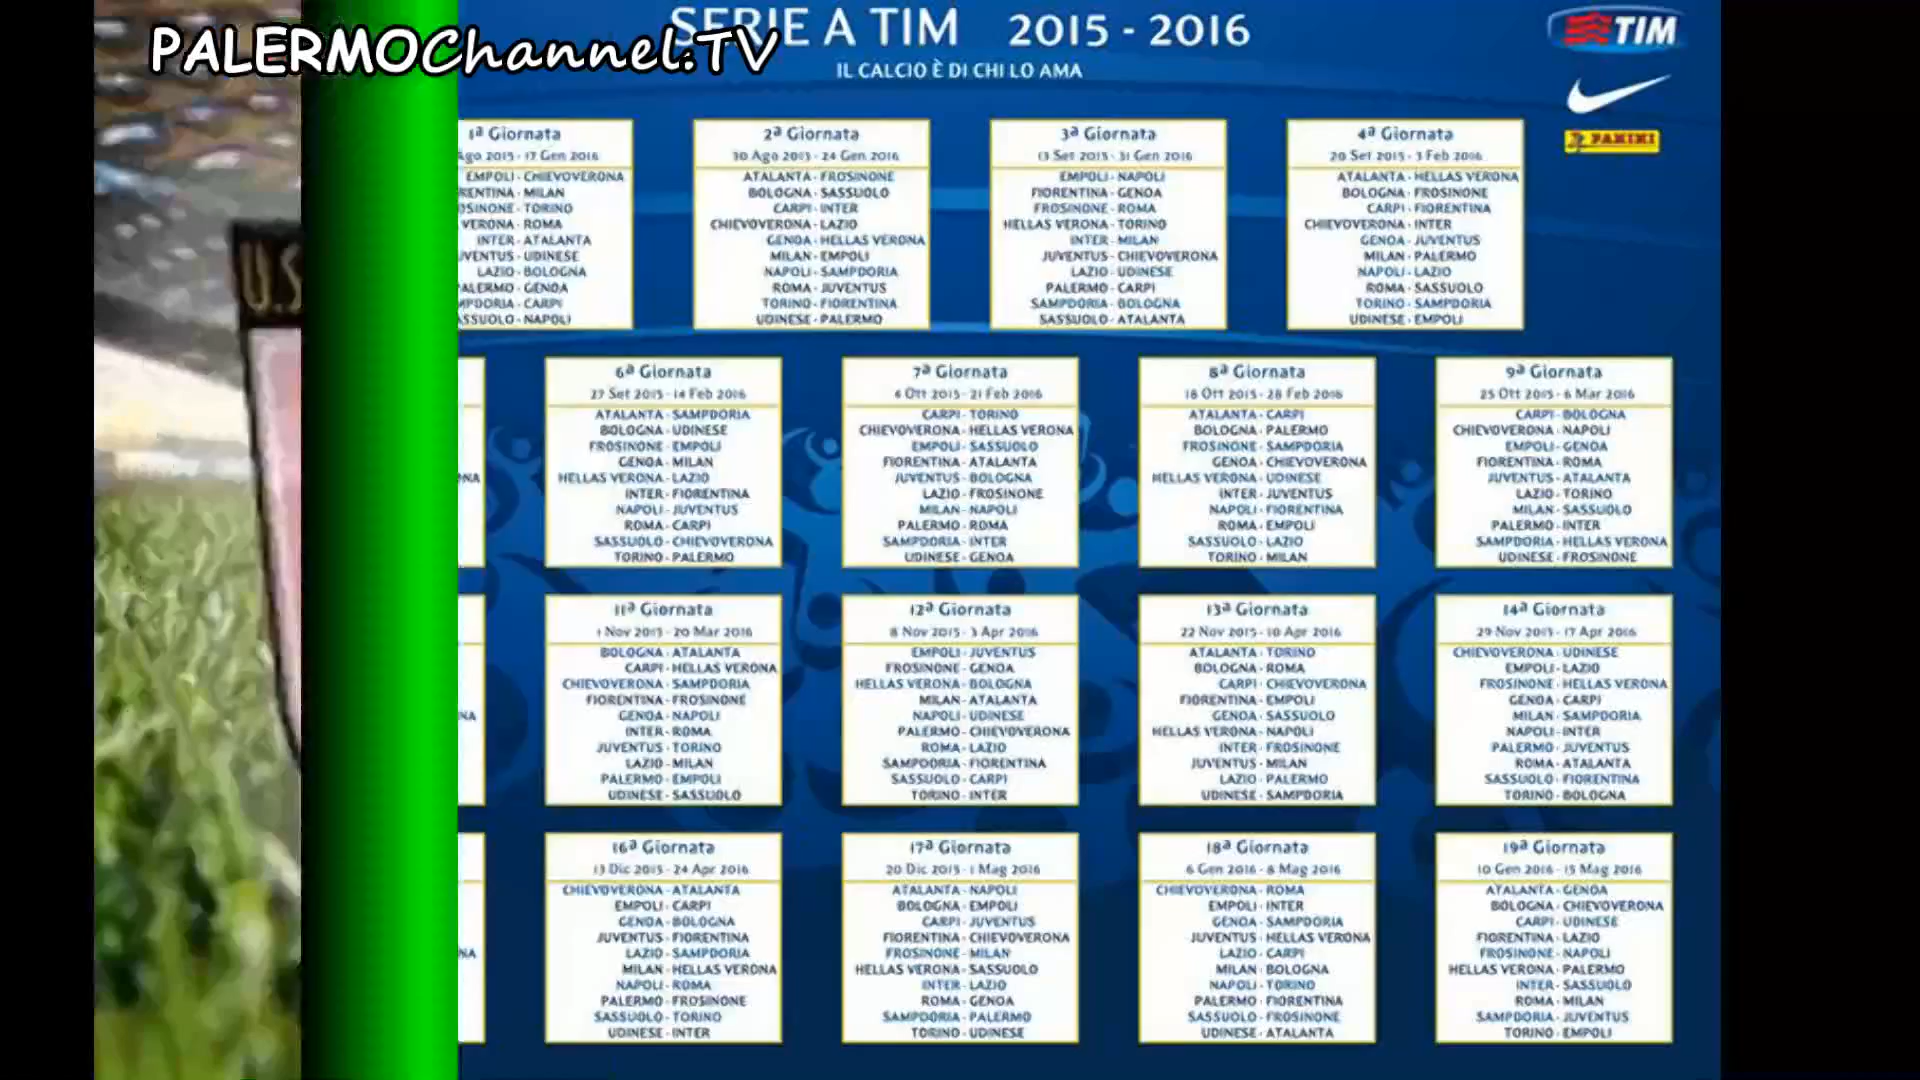 PALERMOChannel.TV
SERIE A TIM 2015 - 2016
IL CALCIO È DI CHI LO AMA
TIM
PANINI
U.S
1ª Giornata
Ago 2015 - 17 Gen 2016
EMPOLI - CHIEVOVERONA
RENTINA - MILAN
OSINONE - TORINO
VERONA - ROMA
INTER - ATALANTA
VENTUS - UDINESE
LAZIO - BOLOGNA
ALERMO - GENOA
MPDORIA - CARPI
ASSUOLO - NAPOLI
2ª Giornata
30 Ago 2015 - 24 Gen 2016
ATALANTA - FROSINONE
BOLOGNA - SASSUOLO
CARPI - INTER
CHIEVOVERONA - LAZIO
GENOA - HELLAS VERONA
MILAN - EMPOLI
NAPOLI - SAMPDORIA
ROMA - JUVENTUS
TORINO - FIORENTINA
UDINESE - PALERMO
3ª Giornata
13 Set 2015 - 31 Gen 2016
EMPOLI - NAPOLI
FIORENTINA - GENOA
FROSINONE - ROMA
HELLAS VERONA - TORINO
INTER - MILAN
JUVENTUS - CHIEVOVERONA
LAZIO - UDINESE
PALERMO - CARPI
SAMPDORIA - BOLOGNA
SASSUOLO - ATALANTA
4ª Giornata
20 Set 2015 - 3 Feb 2016
ATALANTA - HELLAS VERONA
BOLOGNA - FROSINONE
CARPI - FIORENTINA
CHIEVOVERONA - INTER
GENOA - JUVENTUS
MILAN - PALERMO
NAPOLI - LAZIO
ROMA - SASSUOLO
TORINO - SAMPDORIA
UDINESE - EMPOLI
NA
6ª Giornata
27 Set 2015 - 14 Feb 2016
ATALANTA - SAMPDORIA
BOLOGNA - UDINESE
FROSINONE - EMPOLI
GENOA - MILAN
HELLAS VERONA - LAZIO
INTER - FIORENTINA
NAPOLI - JUVENTUS
ROMA - CARPI
SASSUOLO - CHIEVOVERONA
TORINO - PALERMO
7ª Giornata
4 Ott 2015 - 21 Feb 2016
CARPI - TORINO
CHIEVOVERONA - HELLAS VERONA
EMPOLI - SASSUOLO
FIORENTINA - ATALANTA
JUVENTUS - BOLOGNA
LAZIO - FROSINONE
MILAN - NAPOLI
PALERMO - ROMA
SAMPDORIA - INTER
UDINESE - GENOA
8ª Giornata
18 Ott 2015 - 28 Feb 2016
ATALANTA - CARPI
BOLOGNA - PALERMO
FROSINONE - SAMPDORIA
GENOA - CHIEVOVERONA
HELLAS VERONA - UDINESE
INTER - JUVENTUS
NAPOLI - FIORENTINA
ROMA - EMPOLI
SASSUOLO - LAZIO
TORINO - MILAN
9ª Giornata
25 Ott 2015 - 6 Mar 2016
CARPI - BOLOGNA
CHIEVOVERONA - NAPOLI
EMPOLI - GENOA
FIORENTINA - ROMA
JUVENTUS - ATALANTA
LAZIO - TORINO
MILAN - SASSUOLO
PALERMO - INTER
SAMPDORIA - HELLAS VERONA
UDINESE - FROSINONE
NA
11ª Giornata
1 Nov 2015 - 20 Mar 2016
BOLOGNA - ATALANTA
CARPI - HELLAS VERONA
CHIEVOVERONA - SAMPDORIA
FIORENTINA - FROSINONE
GENOA - NAPOLI
INTER - ROMA
JUVENTUS - TORINO
LAZIO - MILAN
PALERMO - EMPOLI
UDINESE - SASSUOLO
12ª Giornata
8 Nov 2015 - 3 Apr 2016
EMPOLI - JUVENTUS
FROSINONE - GENOA
HELLAS VERONA - BOLOGNA
MILAN - ATALANTA
NAPOLI - UDINESE
PALERMO - CHIEVOVERONA
ROMA - LAZIO
SAMPDORIA - FIORENTINA
SASSUOLO - CARPI
TORINO - INTER
13ª Giornata
22 Nov 2015 - 10 Apr 2016
ATALANTA - TORINO
BOLOGNA - ROMA
CARPI - CHIEVOVERONA
FIORENTINA - EMPOLI
GENOA - SASSUOLO
HELLAS VERONA - NAPOLI
INTER - FROSINONE
JUVENTUS - MILAN
LAZIO - PALERMO
UDINESE - SAMPDORIA
14ª Giornata
29 Nov 2015 - 17 Apr 2016
CHIEVOVERONA - UDINESE
EMPOLI - LAZIO
FROSINONE - HELLAS VERONA
GENOA - CARPI
MILAN - SAMPDORIA
NAPOLI - INTER
PALERMO - JUVENTUS
ROMA - ATALANTA
SASSUOLO - FIORENTINA
TORINO - BOLOGNA
NA
16ª Giornata
13 Dic 2015 - 24 Apr 2016
CHIEVOVERONA - ATALANTA
EMPOLI - CARPI
GENOA - BOLOGNA
JUVENTUS - FIORENTINA
LAZIO - SAMPDORIA
MILAN - HELLAS VERONA
NAPOLI - ROMA
PALERMO - FROSINONE
SASSUOLO - TORINO
UDINESE - INTER
17ª Giornata
20 Dic 2015 - 1 Mag 2016
ATALANTA - NAPOLI
BOLOGNA - EMPOLI
CARPI - JUVENTUS
FIORENTINA - CHIEVOVERONA
FROSINONE - MILAN
HELLAS VERONA - SASSUOLO
INTER - LAZIO
ROMA - GENOA
SAMPDORIA - PALERMO
TORINO - UDINESE
18ª Giornata
6 Gen 2016 - 8 Mag 2016
CHIEVOVERONA - ROMA
EMPOLI - INTER
GENOA - SAMPDORIA
JUVENTUS - HELLAS VERONA
LAZIO - CARPI
MILAN - BOLOGNA
NAPOLI - TORINO
PALERMO - FIORENTINA
SASSUOLO - FROSINONE
UDINESE - ATALANTA
19ª Giornata
10 Gen 2016 - 15 Mag 2016
ATALANTA - GENOA
BOLOGNA - CHIEVOVERONA
CARPI - UDINESE
FIORENTINA - LAZIO
FROSINONE - NAPOLI
HELLAS VERONA - PALERMO
INTER - SASSUOLO
ROMA - MILAN
SAMPDORIA - JUVENTUS
TORINO - EMPOLI